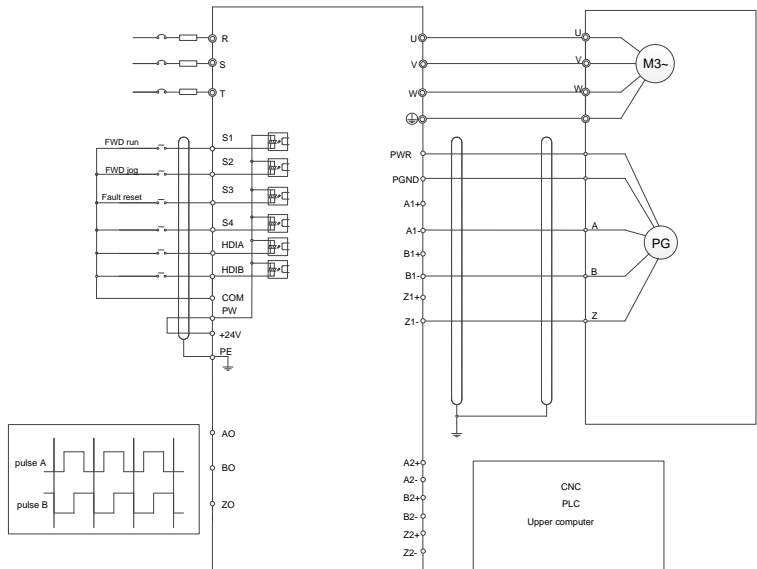 R
S
T
U
V
W
U
V
W
M3~
S1
FWD run
S2
FWD jog
S3
Fault reset
S4
HDIA
HDIB
COM
PW
+24V
PE
PWR
PGND
A1+
A1-
B1+
B1-
Z1+
Z1-
A
B
Z
PG
AO
BO
ZO
pulse A
pulse B
A2+
A2-
B2+
B2-
Z2+
Z2-
CNC
PLC
Upper computer